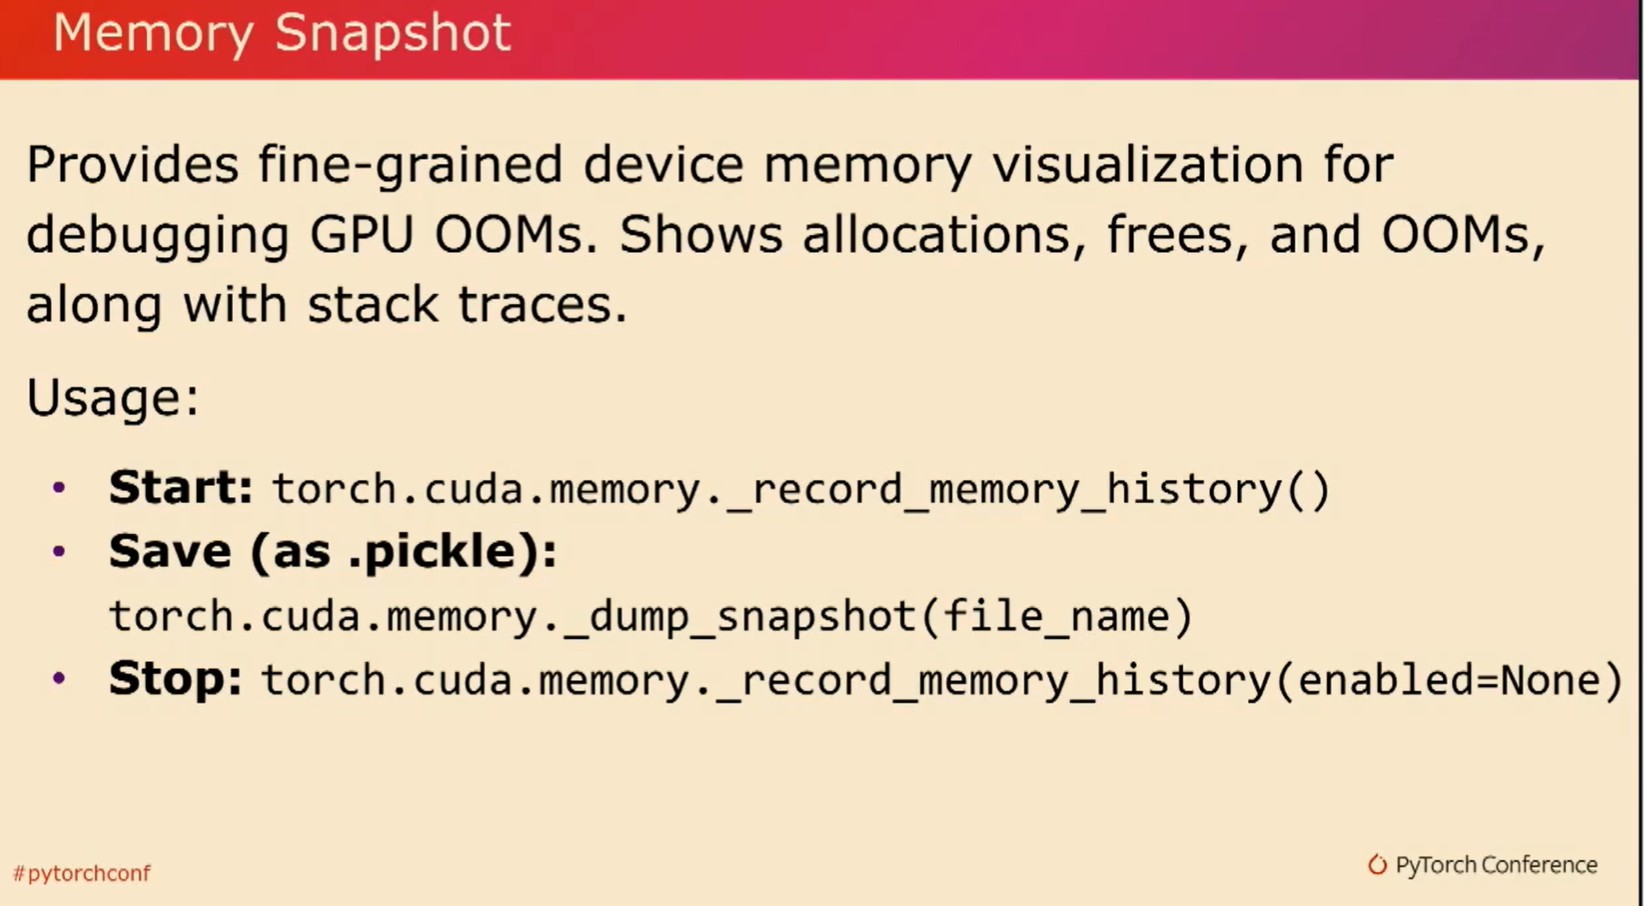 Memory Snapshot
Provides fine-grained device memory visualization for
debugging GPU OOMs. Shows allocations, frees, and OOMs,
along with stack traces.
Usage:
• Start: torch.cuda.memory._record_memory_history()
• Save (as .pickle):
torch.cuda.memory._dump_snapshot(file_name)
• Stop: torch.cuda.memory._record_memory_history(enabled=None)
#pytorchconf
PyTorch Conference